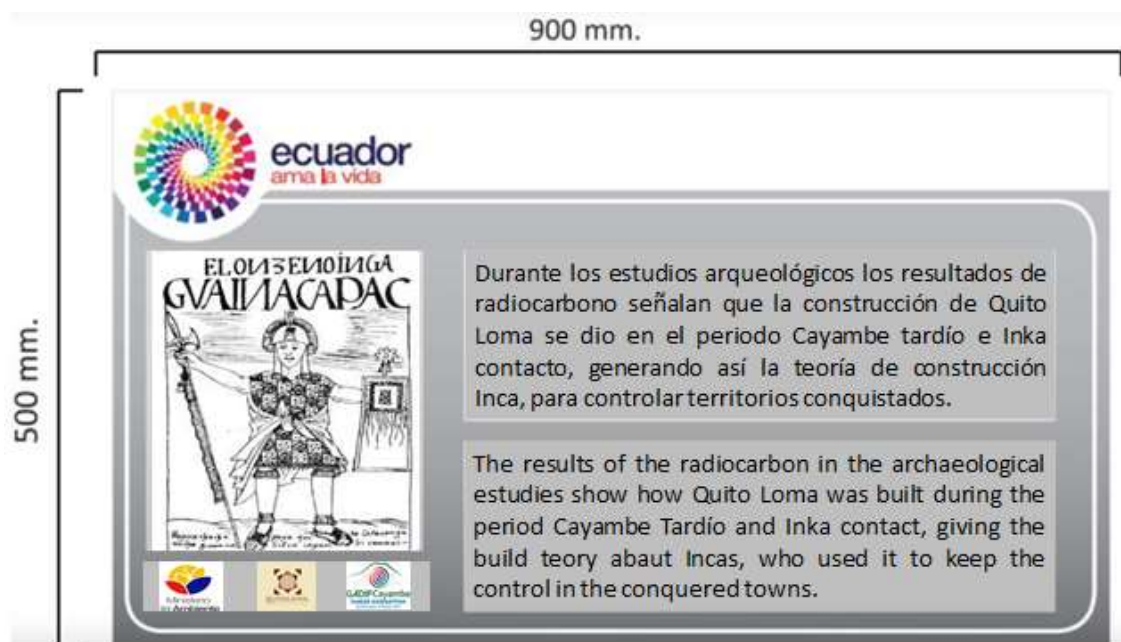 900 mm.
500 mm.
ecuador
ama la vida
EL ONZENO INGA
GVAINACAPAC
Durante los estudios arqueológicos los resultados de
radiocarbono señalan que la construcción de Quito
Loma se dio en el periodo Cayambe tardío e Inka
contacto, generando así la teoría de construcción
Inca, para controlar territorios conquistados.
The results of the radiocarbon in the archaeological
estudies show how Quito Loma was built during the
period Cayambe Tardío and Inka contact, giving the
build teory abaut Incas, who used it to keep the
control in the conquered towns.
Ministerio
del Ambiente
GADIPCayambe